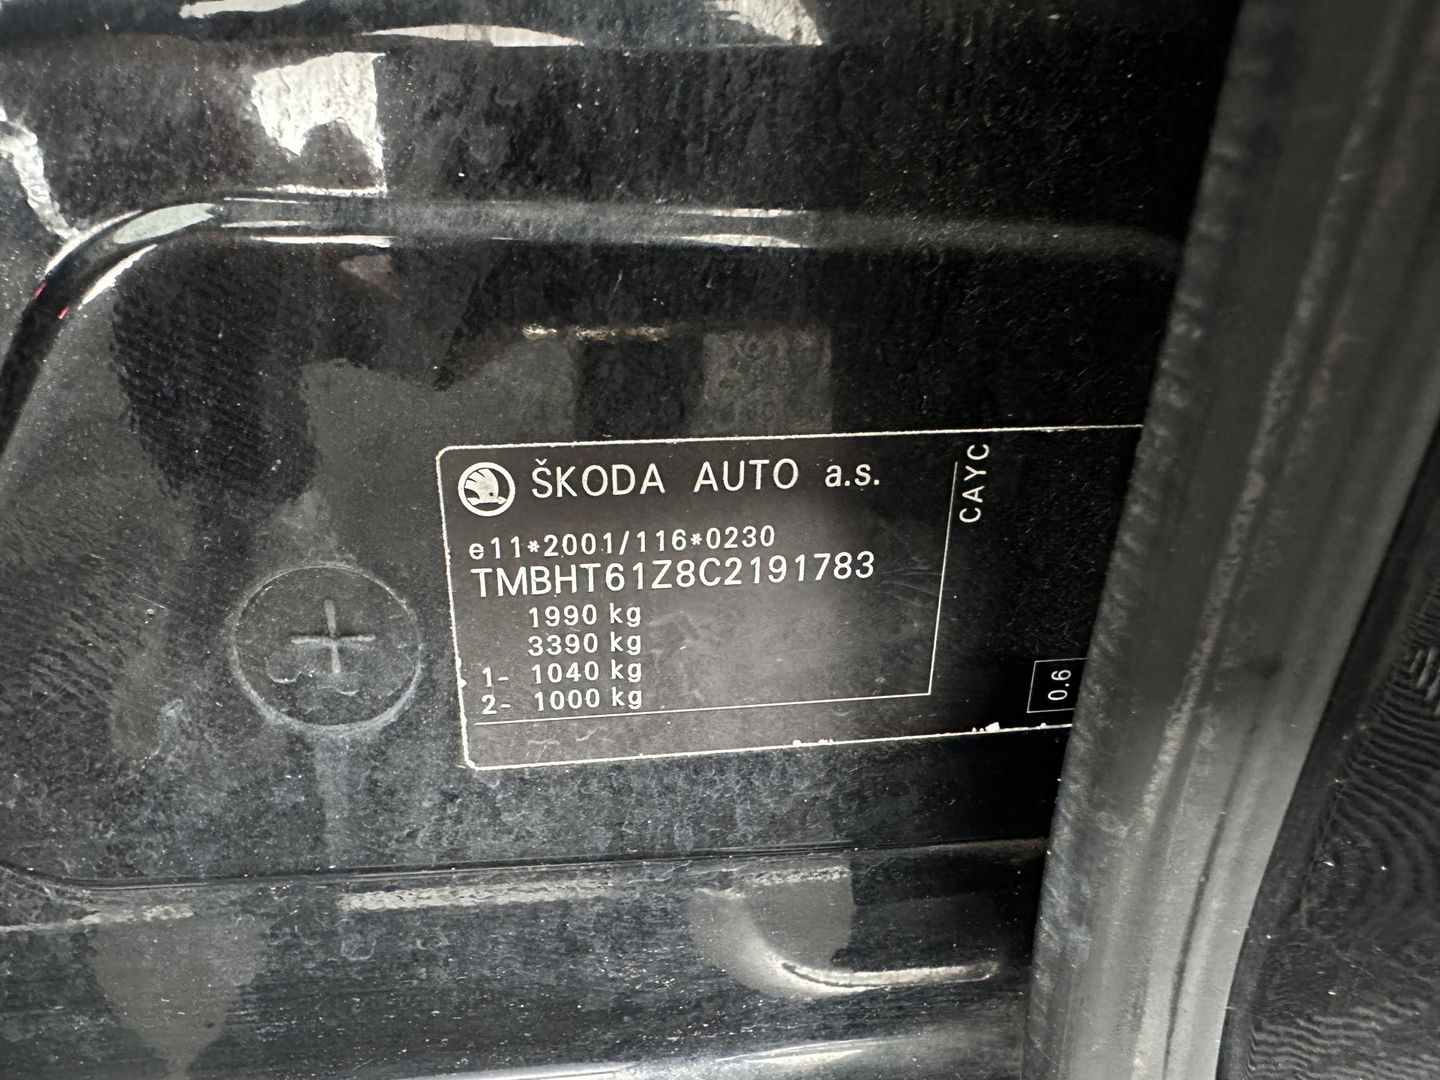 ŠKODA AUTO a.s.
e11*2001/116*0230
TMBHT61Z8C2191783
1990 kg
3390 kg
1- 1040 kg
2- 1000 kg
CAYC
0.6